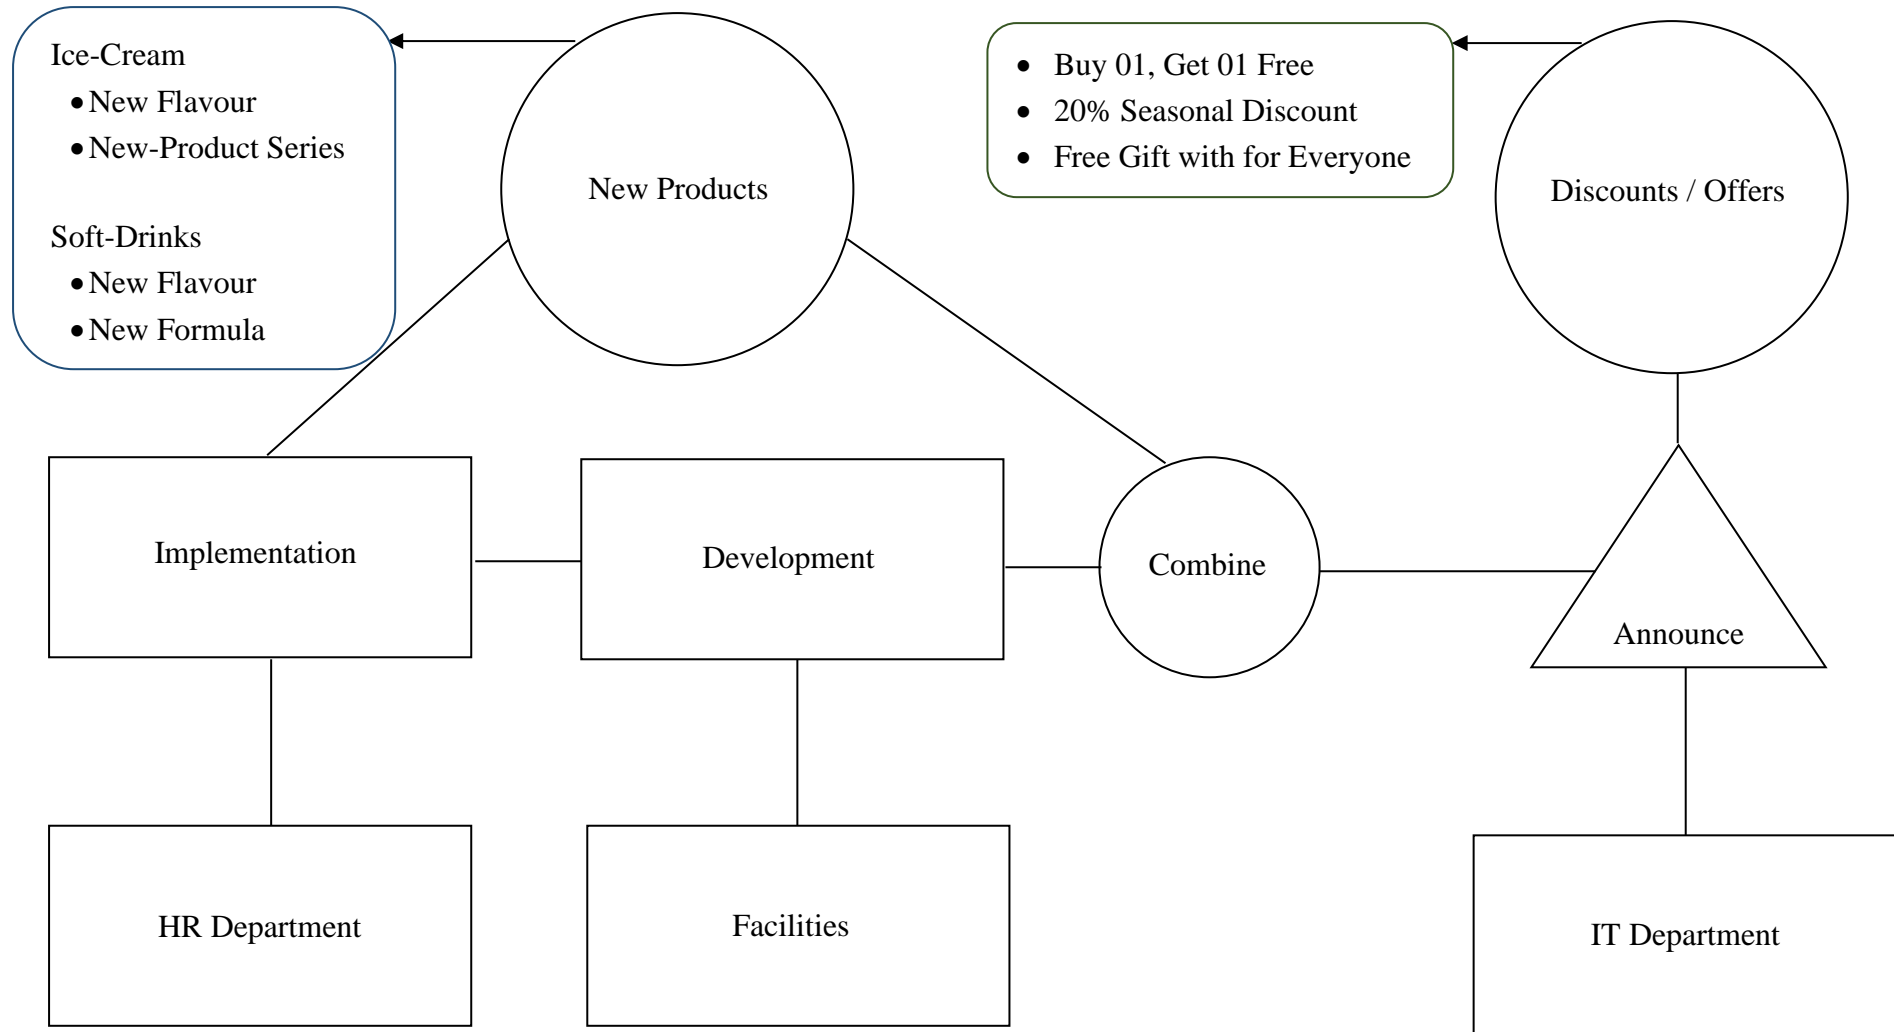 Ice-Cream
• New Flavour
• New-Product Series
Soft-Drinks
• New Flavour
• New Formula
New Products
• Buy 01, Get 01 Free
• 20% Seasonal Discount
• Free Gift with for Everyone
Discounts / Offers
Implementation
Development
Combine
Announce
HR Department
Facilities
IT Department